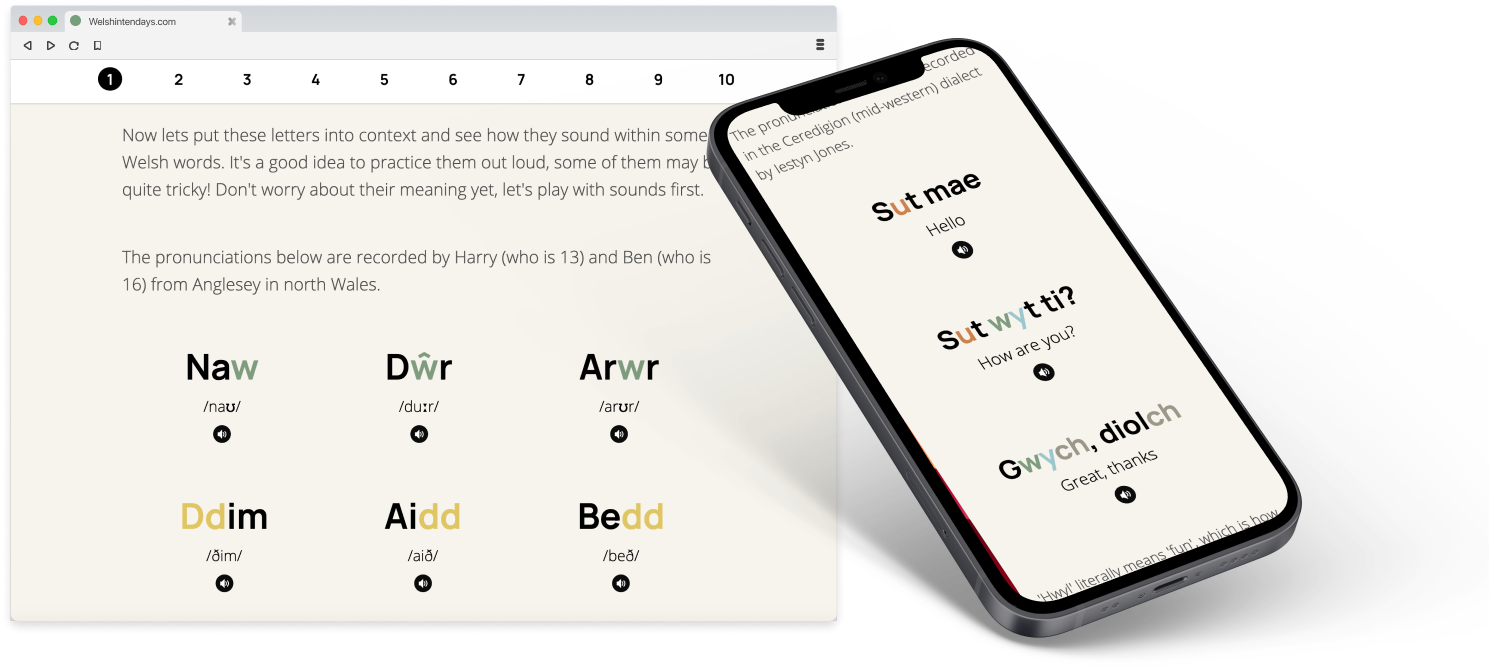 Welshintendays.com
1 2 3 4 5 6 7 8 9 10
Now lets put these letters into context and see how they sound within some
Welsh words. It's a good idea to practice them out loud, some of them may
quite tricky! Don't worry about their meaning yet, let's play with sounds first.
The pronunciations below are recorded by Harry (who is 13) and Ben (who is
16) from Anglesey in north Wales.
Naw Dŵr Arwr
/naʊ/ /duːr/ /arʊr/
Ddim Aidd Bedd
/ðim/ /aið/ /beð/
The recorded
in the Ceredigion (mid-western) dialect
by Iestyn Jones.
Sut mae
Hello
Sut wyt ti?
How are you?
Gwych, diolch
Great, thanks
'Hwyl' literally means 'fun', which is how